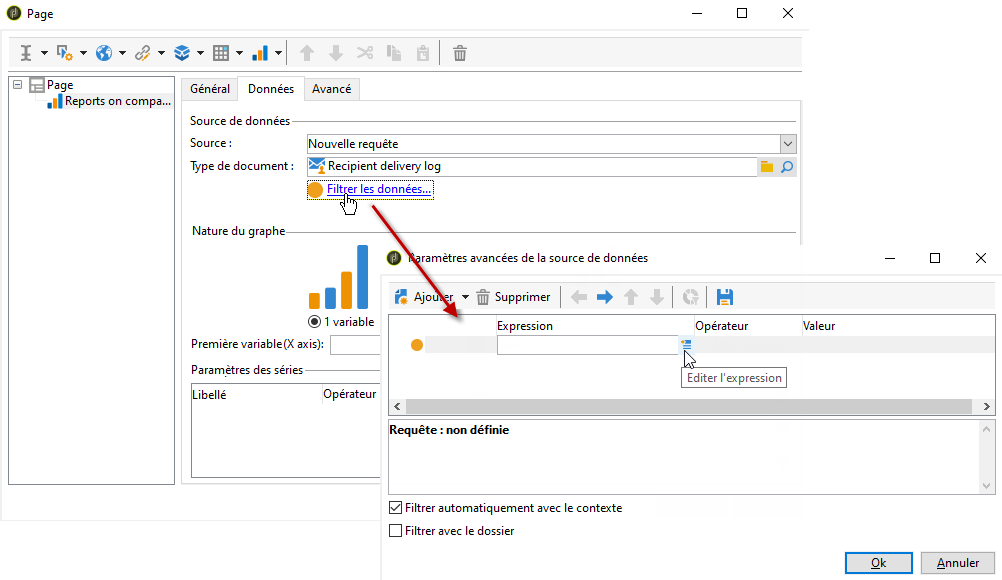 Page
Page
Reports on compa...
Général
Données
Avancé
Source de données
Source :
Nouvelle requête
Type de document :
Recipient delivery log
Filtrer les données...
Nature du graphe
1 variable
Première variable(X axis):
Paramètres des séries
Libellé
Opérateur
Paramètres avancées de la source de données
Ajouter
Supprimer
Expression
Opérateur
Valeur
Editer l'expression
Requête : non définie
Filtrer automatiquement avec le contexte
Filtrer avec le dossier
Ok
Annuler